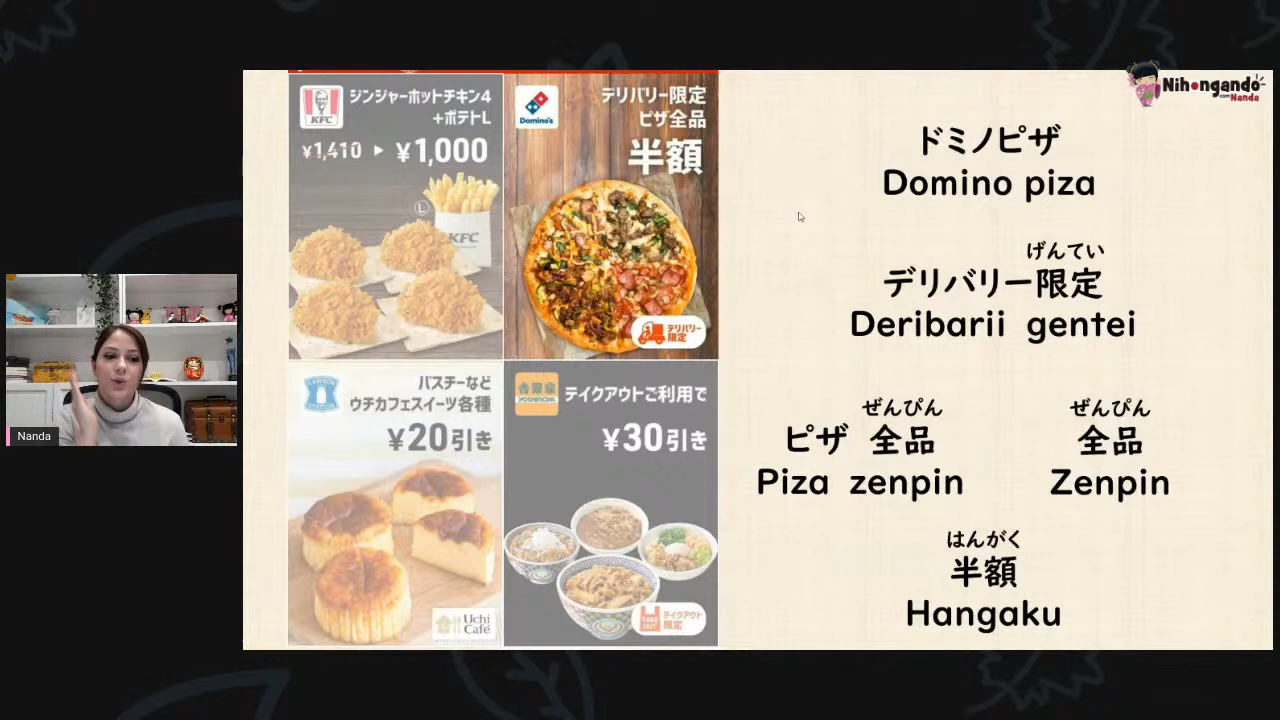 KFC
ジンジャーホットチキン4
+ポテトL
¥1,410 ▶ ¥1,000
L
KFC
Domino's
デリバリー限定
ピザ全品
半額
デリバリー
限定
LAWSON
STATION
バスチーなど
ウチカフェスイーツ各種
¥20引き
Uchi
Café
吉野家
YOSHINOYA
テイクアウトご利用で
¥30引き
TAKE
OUT
テイクアウト
限定
Nihongando
com Nanda
ドミノピザ
Domino piza
げんてい
デリバリー限定
Deribarii gentei
ぜんぴん
ピザ 全品
Piza zenpin
ぜんぴん
全品
Zenpin
はんがく
半額
Hangaku
Nanda